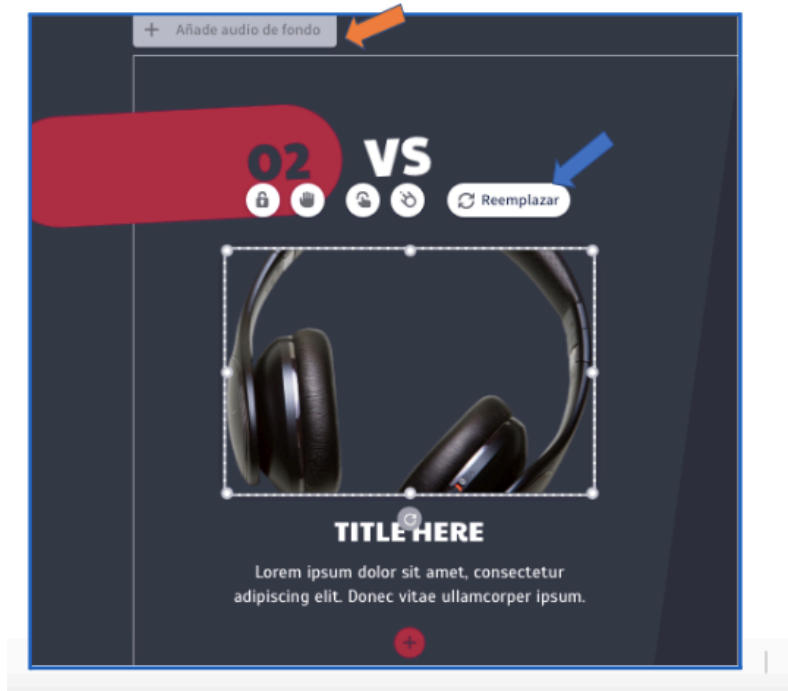 + Añade audio de fondo
02 VS
Reemplazar
TITLE HERE
Lorem ipsum dolor sit amet, consectetur
adipiscing elit. Donec vitae ullamcorper ipsum.
+